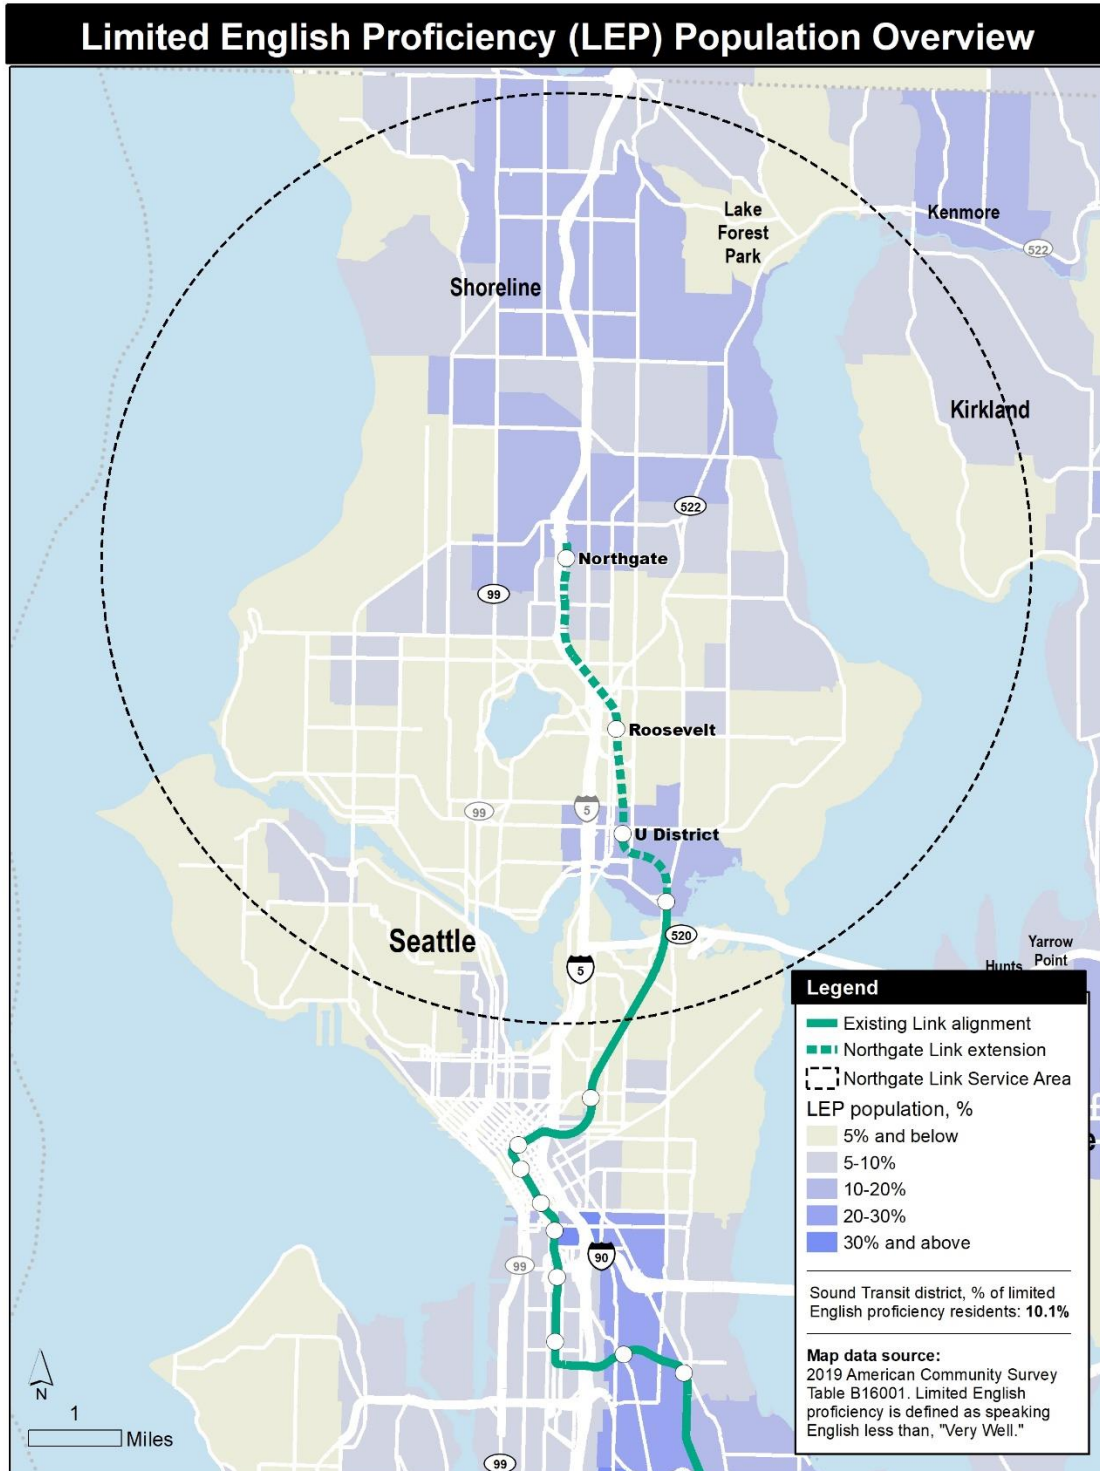 Limited English Proficiency (LEP) Population Overview
Lake
Forest
Park
Kenmore
522
Shoreline
Kirkland
522
Northgate
99
Roosevelt
99
5
U District
Seattle
520
5
Yarrow
Point
Hunts
Legend
Existing Link alignment
Northgate Link extension
Northgate Link Service Area
LEP population, %
5% and below
5-10%
10-20%
20-30%
30% and above
Sound Transit district, % of limited
English proficiency residents: 10.1%
Map data source:
2019 American Community Survey
Table B16001. Limited English
proficiency is defined as speaking
English less than, "Very Well."
e
90
99
N
1
Miles
99